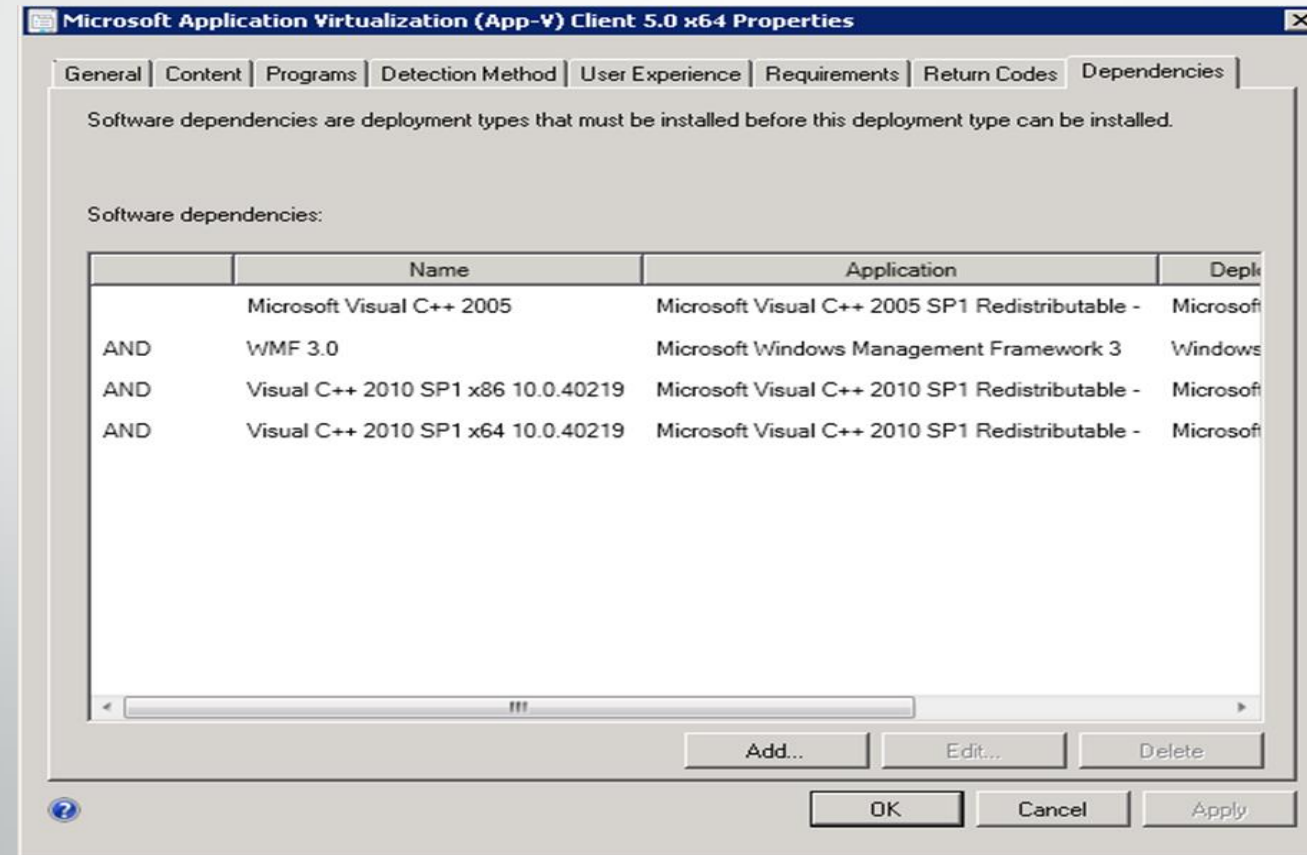 Microsoft Application Virtualization (App-V) Client 5.0 x64 Properties
General Content Programs Detection Method User Experience Requirements Return Codes Dependencies
Software dependencies are deployment types that must be installed before this deployment type can be installed.
Software dependencies:
Name Application Deplo
Microsoft Visual C++ 2005 Microsoft Visual C++ 2005 SP1 Redistributable - Microsoft
AND WMF 3.0 Microsoft Windows Management Framework 3 Windows
AND Visual C++ 2010 SP1 x86 10.0.40219 Microsoft Visual C++ 2010 SP1 Redistributable - Microsoft
AND Visual C++ 2010 SP1 x64 10.0.40219 Microsoft Visual C++ 2010 SP1 Redistributable - Microsoft
Add... Edit... Delete
OK Cancel Apply